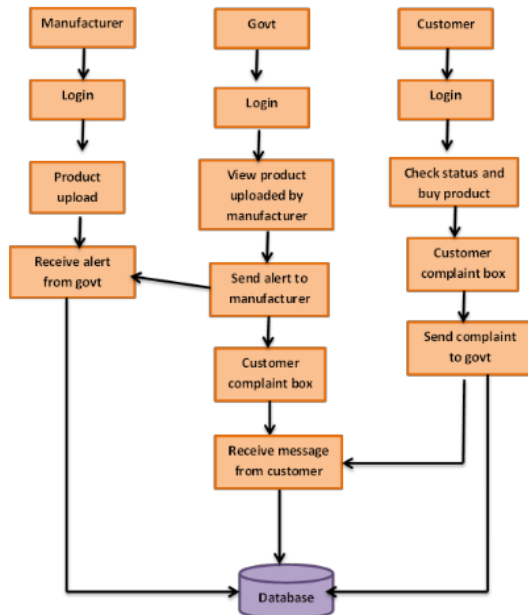 Manufacturer
Govt
Customer
Login
Login
Login
Product
upload
View product
uploaded by
manufacturer
Check status and
buy product
Receive alert
from govt
Send alert to
manufacturer
Customer
complaint box
Customer
complaint box
Send complaint
to govt
Receive message
from customer
Database